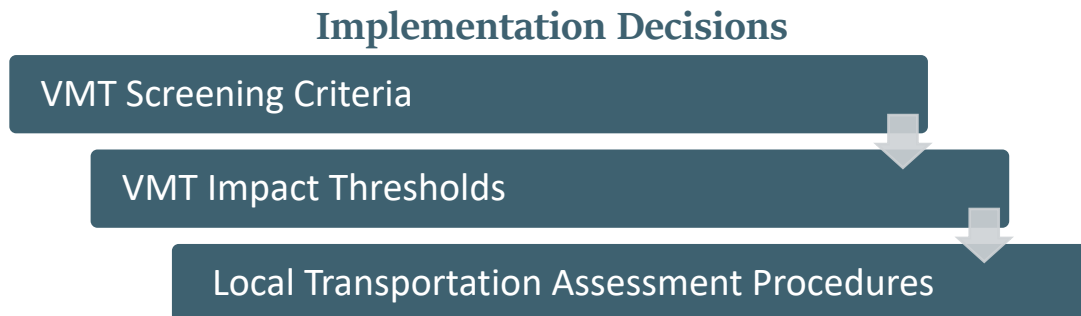 Implementation Decisions
VMT Screening Criteria
VMT Impact Thresholds
Local Transportation Assessment Procedures